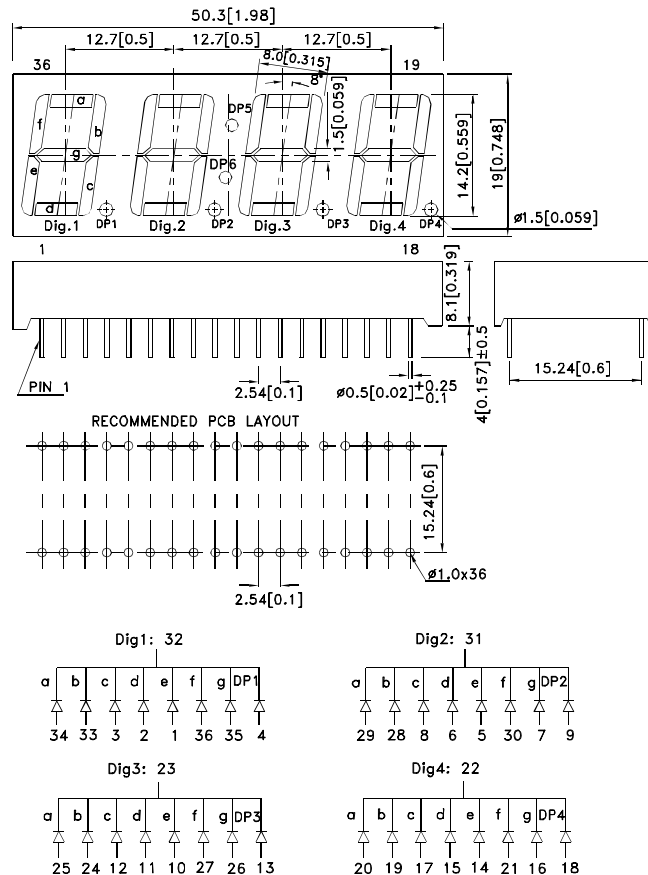 50.3[1.98]
12.7[0.5] 12.7[0.5] 12.7[0.5]
8.0[0.315]
36 19
8°
a
b
c
d
e
f
g
DP5
DP6
1.5[0.059]
14.2[0.559]
19[0.748]
Dig.1 DP1 Dig.2 DP2 Dig.3 DP3 Dig.4 DP4
ø1.5[0.059]
1 18
8.1[0.319]
4[0.157]±0.5
PIN 1
2.54[0.1]
ø0.5[0.02]+0.25 −0.1
15.24[0.6]
RECOMMENDED PCB LAYOUT
15.24[0.6]
ø1.0x36
2.54[0.1]
Dig1: 32
a b c d e f g DP1
34 33 3 2 1 36 35 4
Dig2: 31
a b c d e f g DP2
29 28 8 6 5 30 7 9
Dig3: 23
a b c d e f g DP3
25 24 12 11 10 27 26 13
Dig4: 22
a b c d e f g DP4
20 19 17 15 14 21 16 18